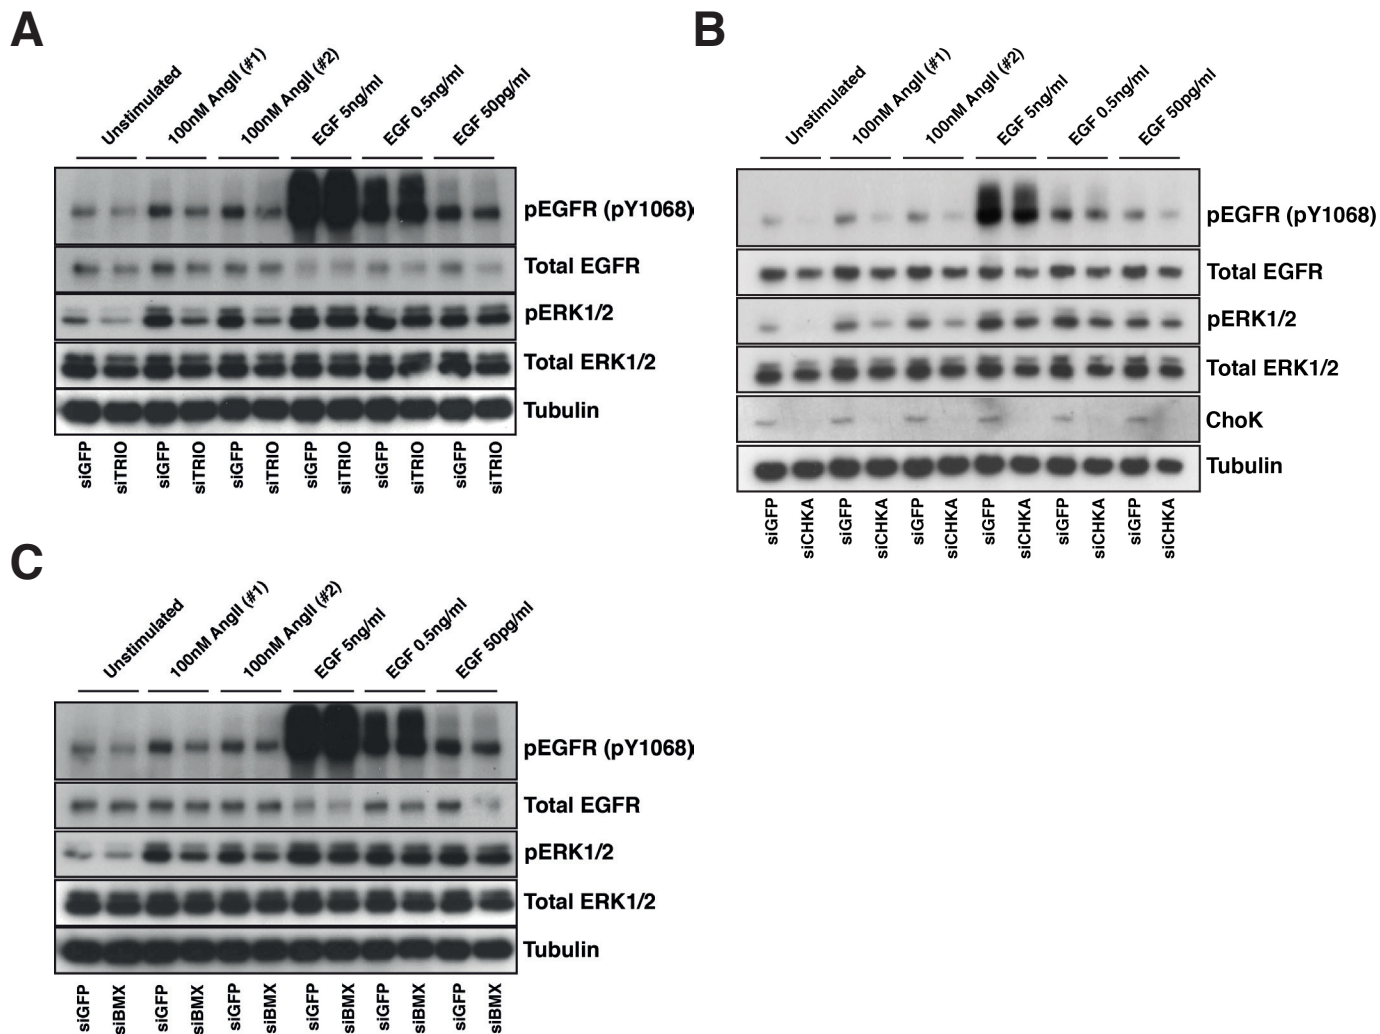 A
Unstimulated
100nM AngII (#1)
100nM AngII (#2)
EGF 5ng/ml
EGF 0.5ng/ml
EGF 50pg/ml
pEGFR (pY1068)
Total EGFR
pERK1/2
Total ERK1/2
Tubulin
siGFP
siTRIO
siGFP
siTRIO
siGFP
siTRIO
siGFP
siTRIO
siGFP
siTRIO
siGFP
siTRIO
B
Unstimulated
100nM AngII (#1)
100nM AngII (#2)
EGF 5ng/ml
EGF 0.5ng/ml
EGF 50pg/ml
pEGFR (pY1068)
Total EGFR
pERK1/2
Total ERK1/2
ChoK
Tubulin
siGFP
siCHKA
siGFP
siCHKA
siGFP
siCHKA
siGFP
siCHKA
siGFP
siCHKA
siGFP
siCHKA
C
Unstimulated
100nM AngII (#1)
100nM AngII (#2)
EGF 5ng/ml
EGF 0.5ng/ml
EGF 50pg/ml
pEGFR (pY1068)
Total EGFR
pERK1/2
Total ERK1/2
Tubulin
siGFP
siBMX
siGFP
siBMX
siGFP
siBMX
siGFP
siBMX
siGFP
siBMX
siGFP
siBMX